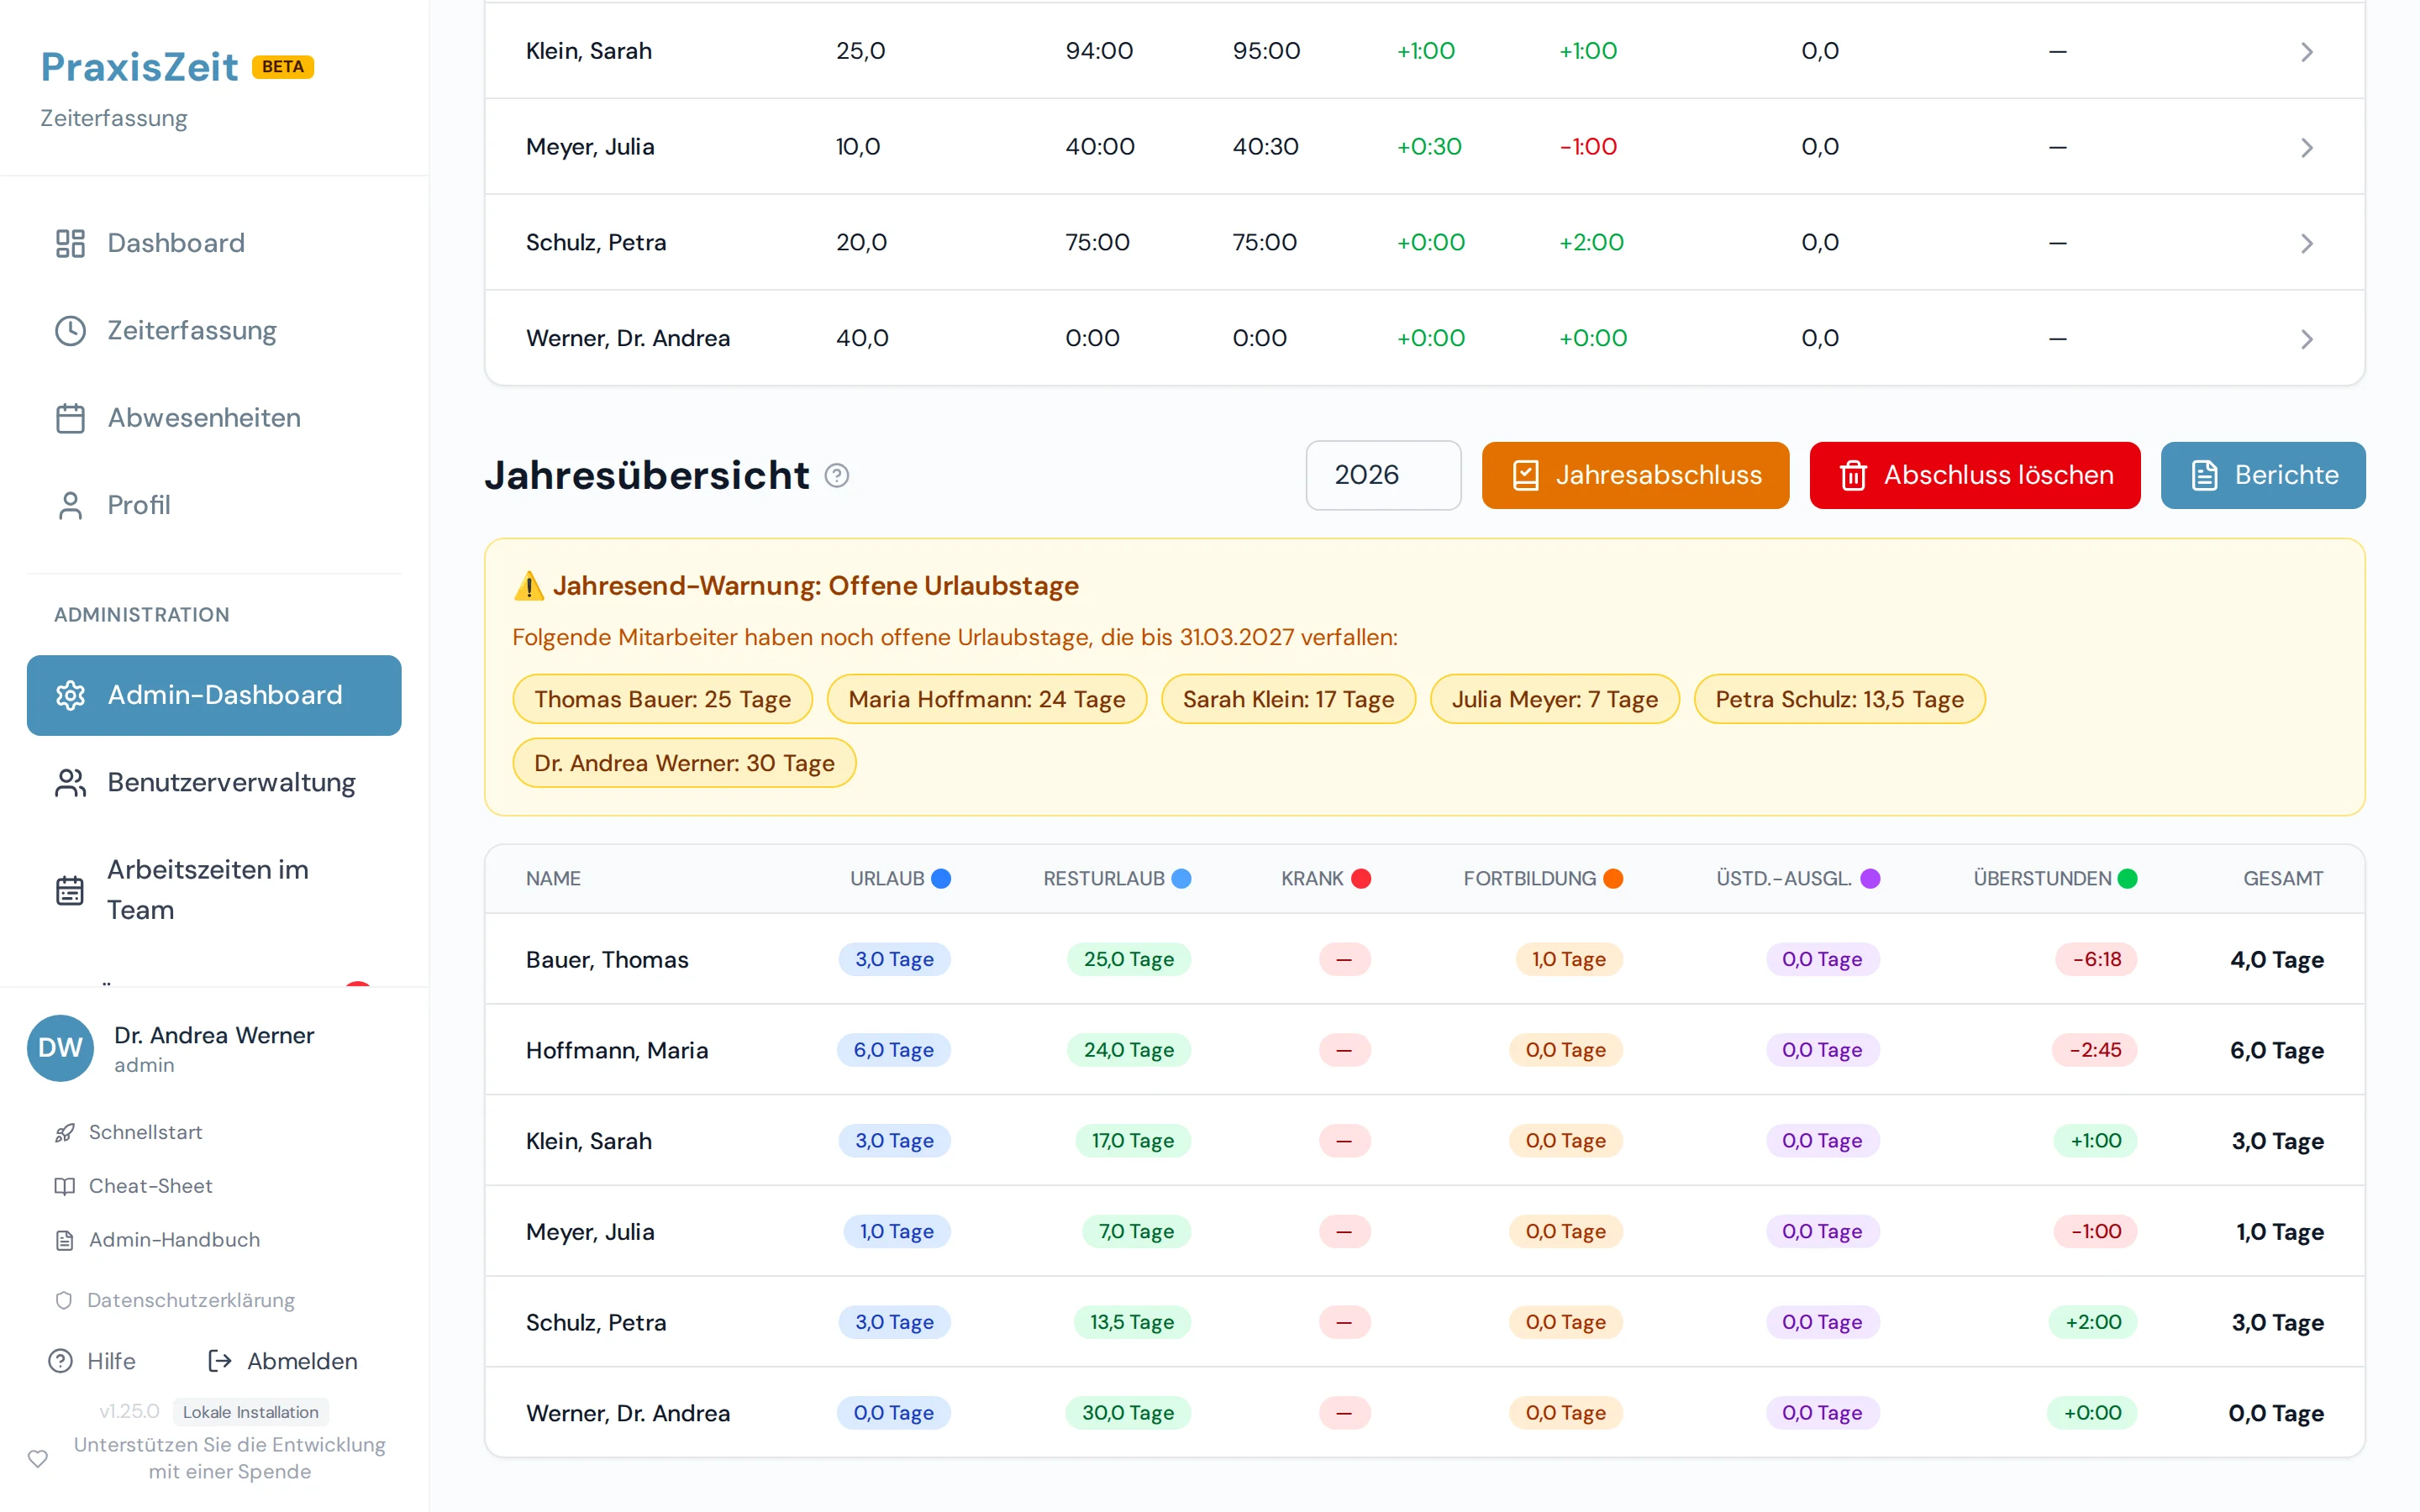 PraxisZeit BETA
Zeiterfassung
Dashboard
Zeiterfassung
Abwesenheiten
Profil
ADMINISTRATION
Admin-Dashboard
Benutzerverwaltung
Arbeitszeiten im
Team
Dr. Andrea Werner
DW
admin
Schnellstart
Cheat-Sheet
Admin-Handbuch
Datenschutzerklärung
Hilfe Abmelden
v1.25.0 Lokale Installation
Unterstützen Sie die Entwicklung
mit einer Spende
Klein, Sarah 25,0 94:00 95:00 +1:00 +1:00 0,0 —
Meyer, Julia 10,0 40:00 40:30 +0:30 -1:00 0,0 —
Schulz, Petra 20,0 75:00 75:00 +0:00 +2:00 0,0 —
Werner, Dr. Andrea 40,0 0:00 0:00 +0:00 +0:00 0,0 —
Jahresübersicht 2026 Jahresabschluss Abschluss löschen Berichte
⚠️ Jahresend-Warnung: Offene Urlaubstage
Folgende Mitarbeiter haben noch offene Urlaubstage, die bis 31.03.2027 verfallen:
Thomas Bauer: 25 Tage Maria Hoffmann: 24 Tage Sarah Klein: 17 Tage Julia Meyer: 7 Tage Petra Schulz: 13,5 Tage
Dr. Andrea Werner: 30 Tage
NAME URLAUB RESTURLAUB KRANK FORTBILDUNG ÜSTD.-AUSGL. ÜBERSTUNDEN GESAMT
Bauer, Thomas 3,0 Tage 25,0 Tage — 1,0 Tage 0,0 Tage -6:18 4,0 Tage
Hoffmann, Maria 6,0 Tage 24,0 Tage — 0,0 Tage 0,0 Tage -2:45 6,0 Tage
Klein, Sarah 3,0 Tage 17,0 Tage — 0,0 Tage 0,0 Tage +1:00 3,0 Tage
Meyer, Julia 1,0 Tage 7,0 Tage — 0,0 Tage 0,0 Tage -1:00 1,0 Tage
Schulz, Petra 3,0 Tage 13,5 Tage — 0,0 Tage 0,0 Tage +2:00 3,0 Tage
Werner, Dr. Andrea 0,0 Tage 30,0 Tage — 0,0 Tage 0,0 Tage +0:00 0,0 Tage